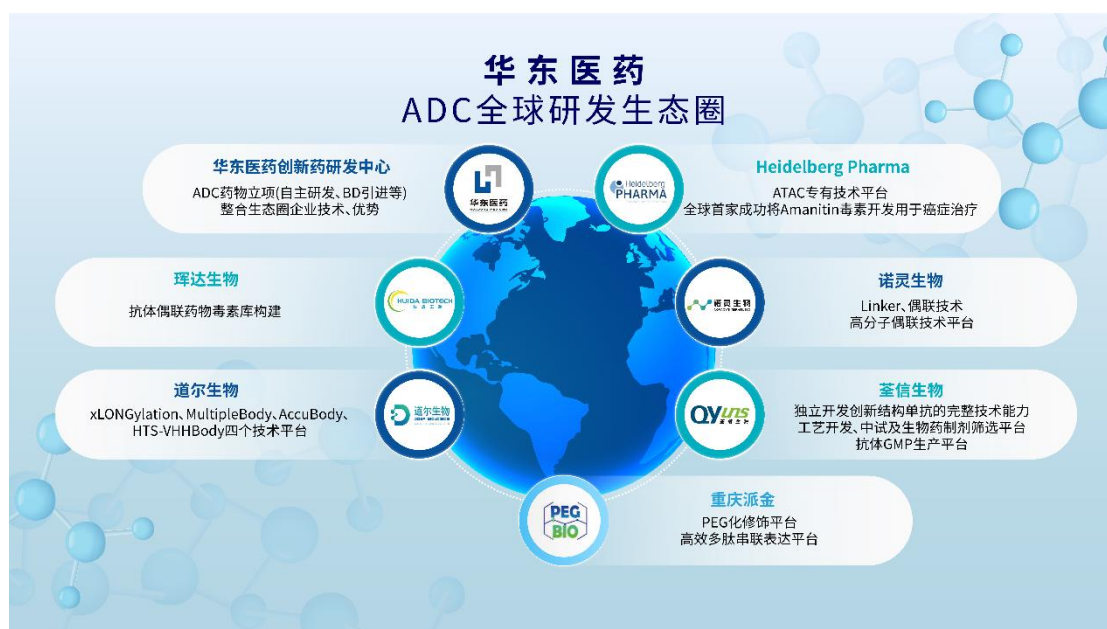 华东医药
ADC全球研发生态圈
华东医药创新药研发中心
ADC药物立项(自主研发、BD引进等)
整合生态圈企业技术、优势
华东医药
Heidelberg
PHARMA
Heidelberg Pharma
ATAC专有技术平台
全球首家成功将Amanitin毒素开发用于癌症治疗
珲达生物
抗体偶联药物毒素库构建
HUIDA BIOTECH
诺灵生物
诺灵生物
Linker、偶联技术
高分子偶联技术平台
道尔生物
xLONGylation、MultipleBody、AccuBody、
HTS-VHHBody四个技术平台
道尔生物
QYuns
荃信生物
荃信生物
独立开发创新结构单抗的完整技术能力
工艺开发、中试及生物药制剂筛选平台
抗体GMP生产平台
PEG
BIO
重庆派金
PEG化修饰平台
高效多肽串联表达平台